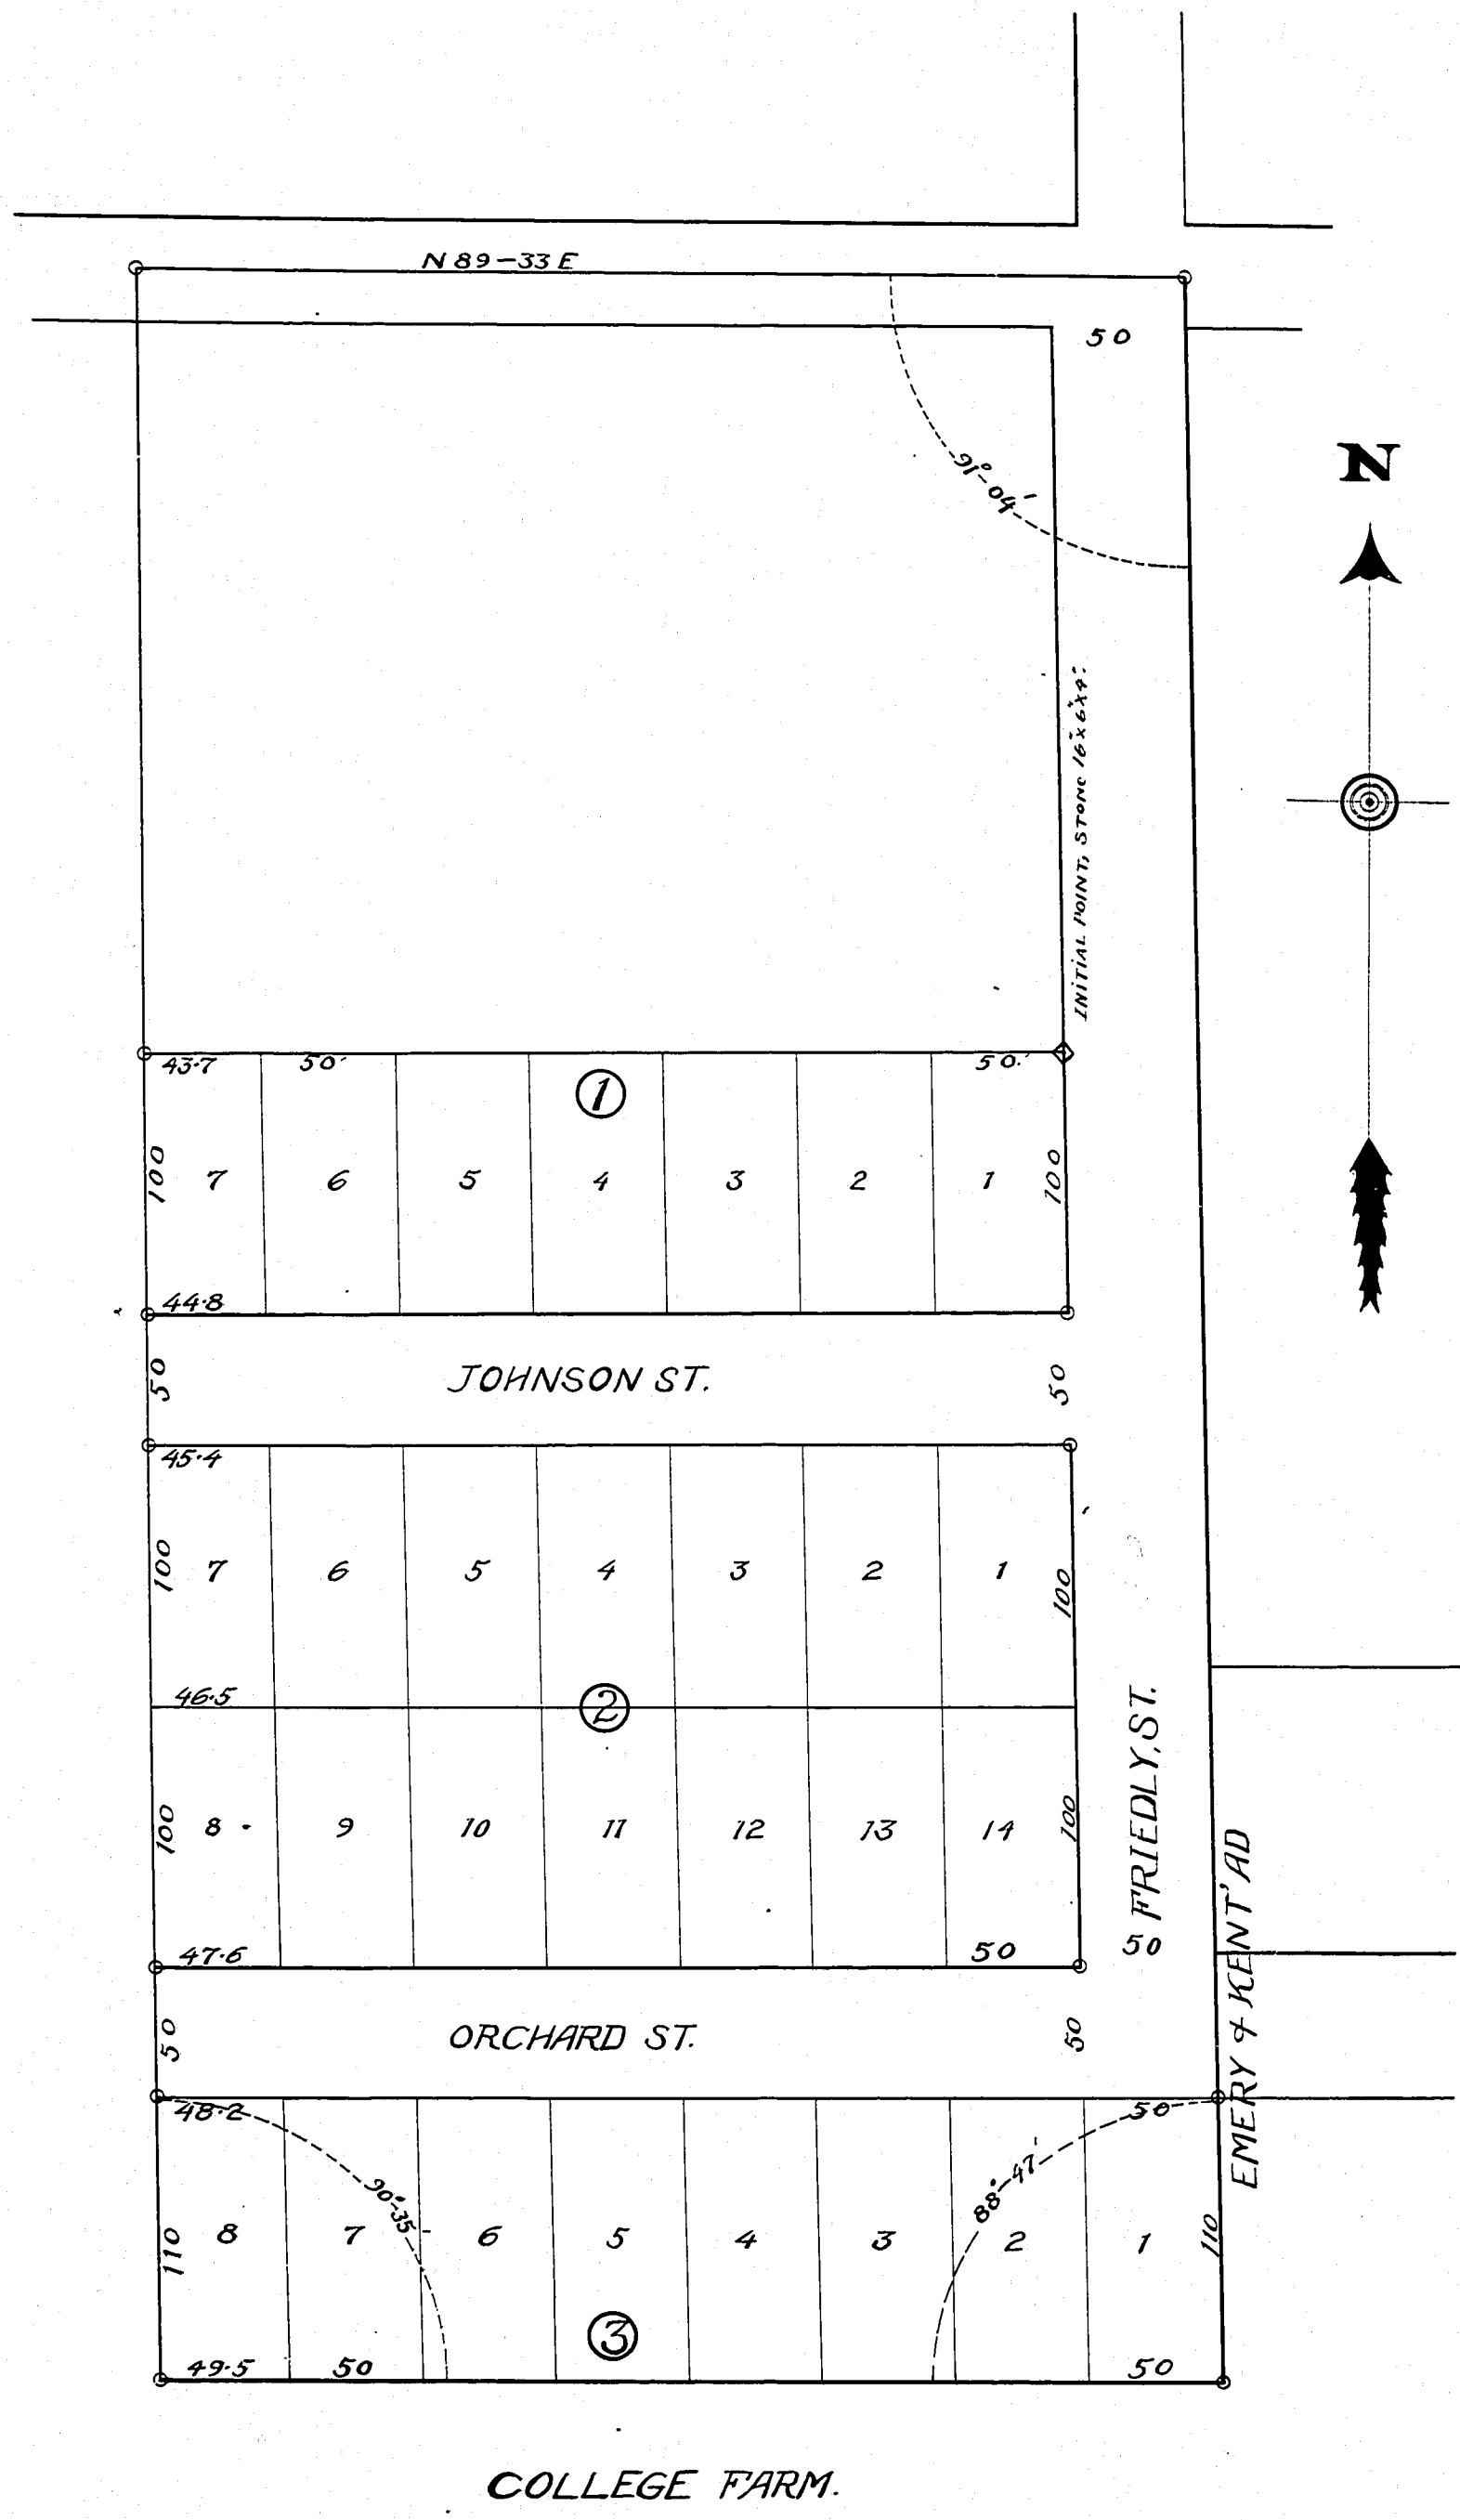 N 89-33 E
50
91°-04'
N
INITIAL POINT, STONE 16"x6"x4".
43.7 50' 50.'
1
100 7 6 5 4 3 2 1 100
44.8
50 JOHNSON ST. 50
45.4
100 7 6 5 4 3 2 1 100
46.5
2
100 8 9 10 11 12 13 14 100
FRIEDLY, ST.
47.6 50 50
EMERY & KENT' AD
50 ORCHARD ST. 50
48.2 50
90°-35' 88°-47'
110 8 7 6 5 4 3 2 1 110
3
49.5 50 50
COLLEGE FARM.